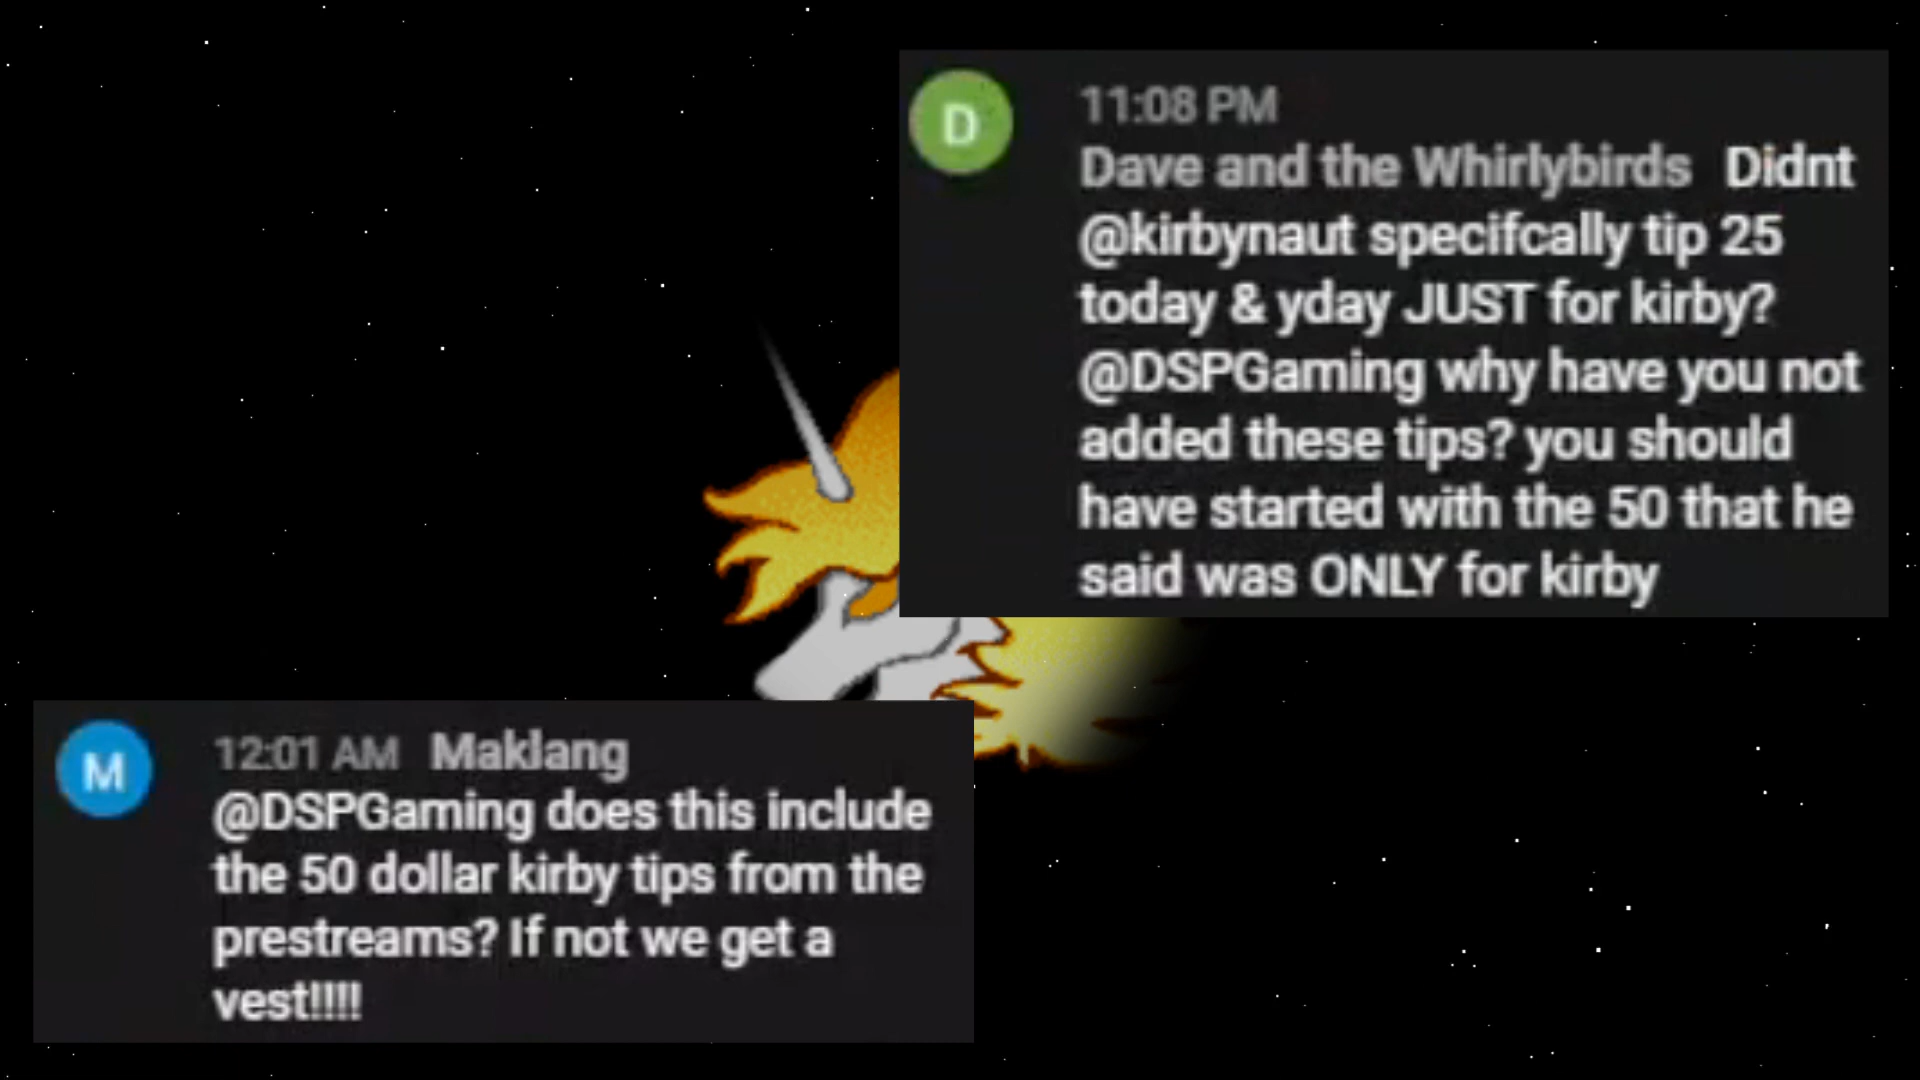 D
11:08 PM
Dave and the Whirlybirds Didnt
@kirbynaut specifcally tip 25
today & yday JUST for kirby?
@DSPGaming why have you not
added these tips? you should
have started with the 50 that he
said was ONLY for kirby
M
12:01 AM Maklang
@DSPGaming does this include
the 50 dollar kirby tips from the
prestreams? If not we get a
vest!!!!